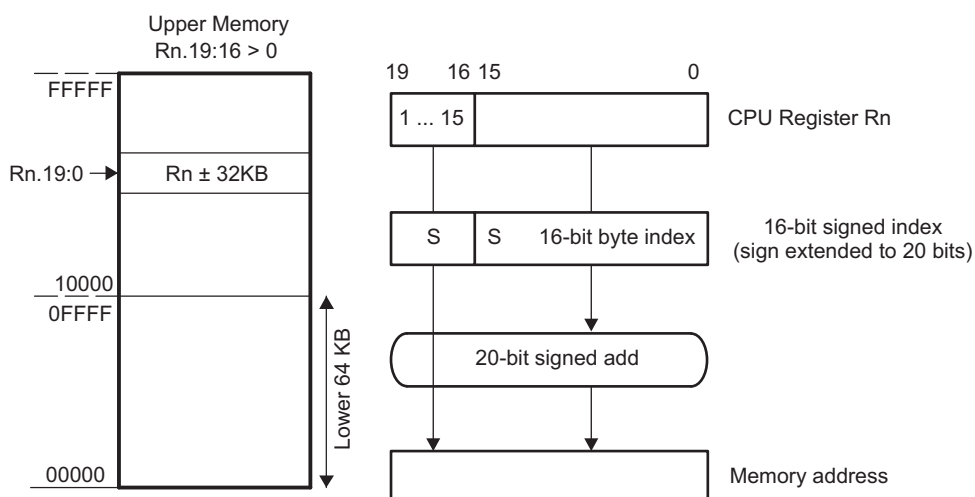 Upper Memory
Rn.19:16 > 0
FFFFF
Rn.19:0
Rn ± 32KB
10000
0FFFF
Lower 64 KB
00000
19 16 15 0
1 ... 15
CPU Register Rn
S S 16-bit byte index
16-bit signed index
(sign extended to 20 bits)
20-bit signed add
Memory address